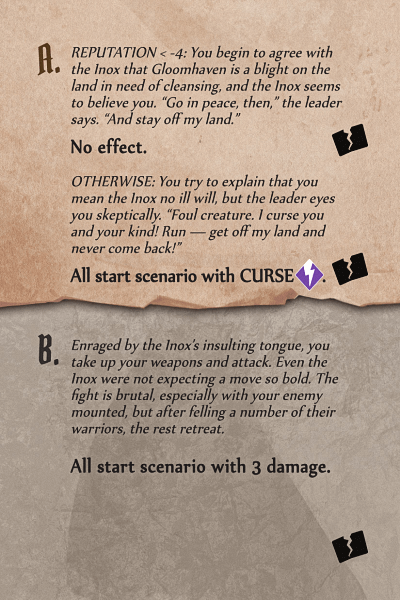 A. REPUTATION < -4: You begin to agree with
the Inox that Gloomhaven is a blight on the
land in need of cleansing, and the Inox seems
to believe you. “Go in peace, then,” the leader
says. “And stay off my land.”
No effect.
OTHERWISE: You try to explain that you
mean the Inox no ill will, but the leader eyes
you skeptically. “Foul creature. I curse you
and your kind! Run — get off my land and
never come back!”
All start scenario with CURSE.
B. Enraged by the Inox's insulting tongue, you
take up your weapons and attack. Even the
Inox were not expecting a move so bold. The
fight is brutal, especially with your enemy
mounted, but after felling a number of their
warriors, the rest retreat.
All start scenario with 3 damage.